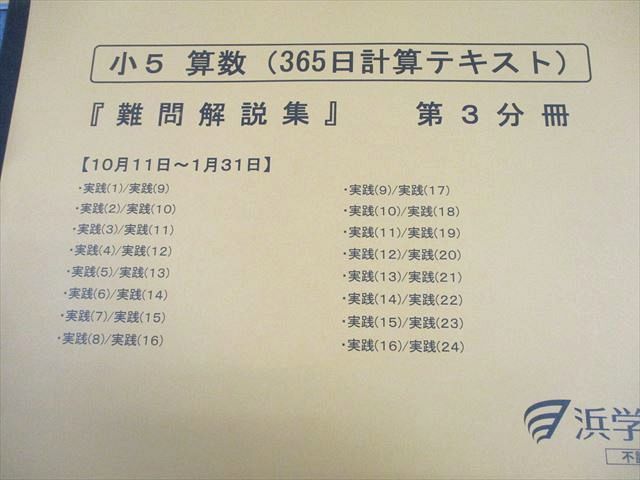 小5 算数(365日計算テキスト)
『難問解説集』 第3分冊
【10月11日～1月31日】
・実践(1)/実践(9)
・実践(2)/実践(10)
・実践(3)/実践(11)
・実践(4)/実践(12)
・実践(5)/実践(13)
・実践(6)/実践(14)
・実践(7)/実践(15)
・実践(8)/実践(16)
・実践(9)/実践(17)
・実践(10)/実践(18)
・実践(11)/実践(19)
・実践(12)/実践(20)
・実践(13)/実践(21)
・実践(14)/実践(22)
・実践(15)/実践(23)
・実践(16)/実践(24)
浜学
不